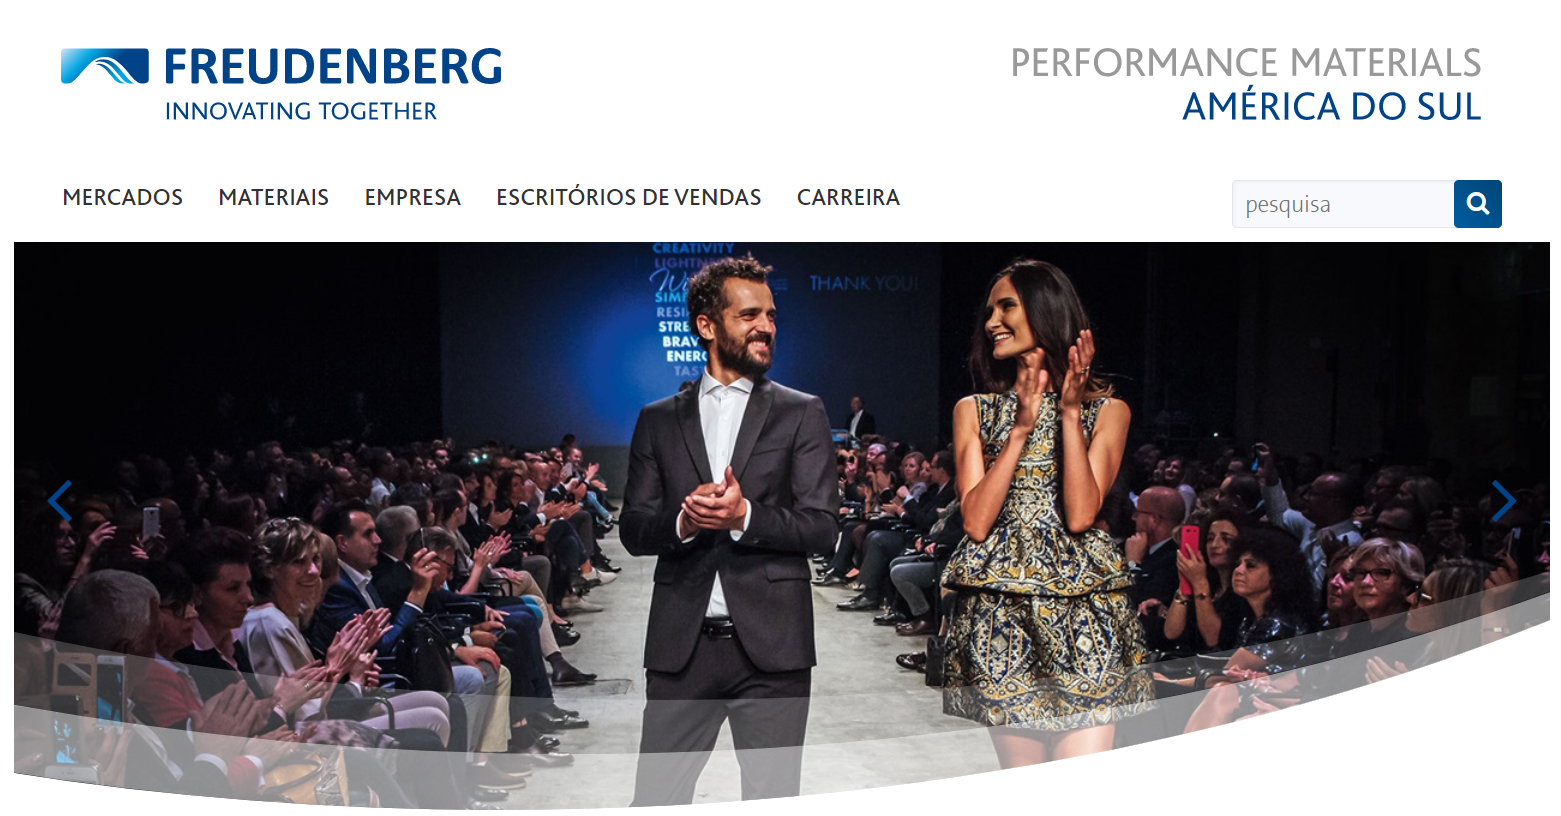 FREUDENBERG
INNOVATING TOGETHER
PERFORMANCE MATERIALS
AMÉRICA DO SUL
MERCADOS MATERIAIS EMPRESA ESCRITÓRIOS DE VENDAS CARREIRA
pesquisa
CREATIVITY
THANK YOU!